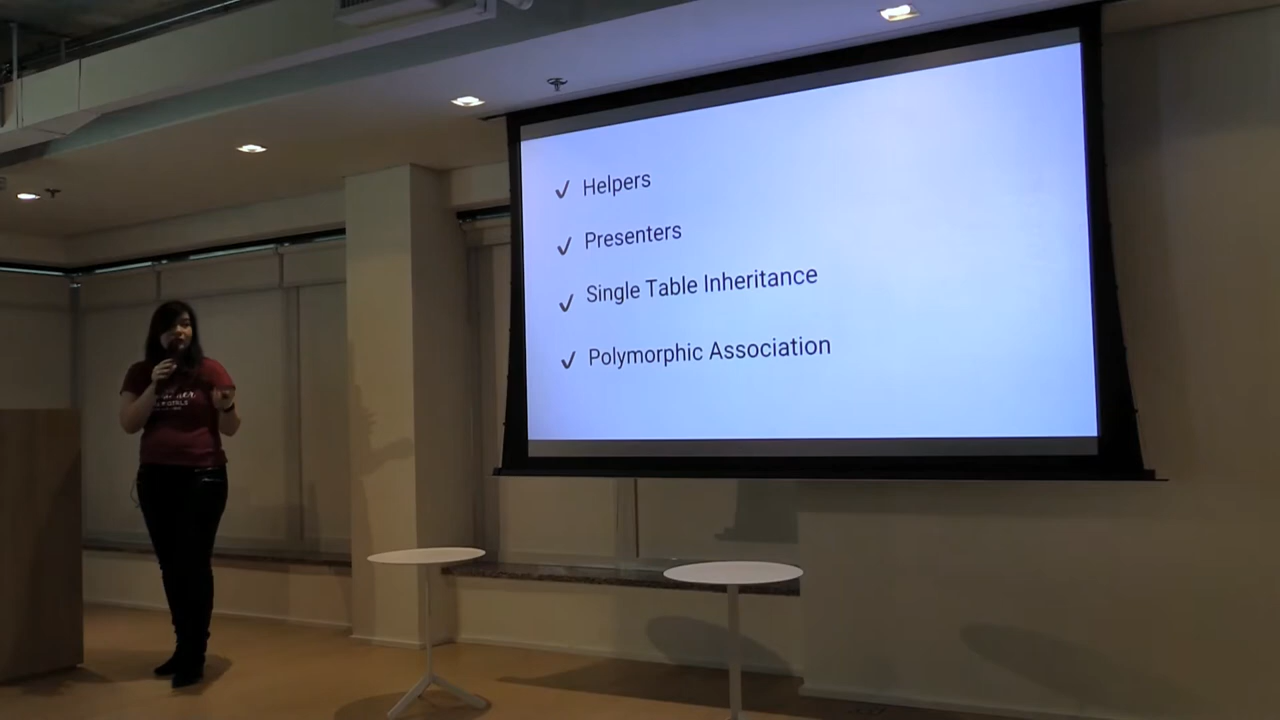 ✓ Helpers
✓ Presenters
✓ Single Table Inheritance
✓ Polymorphic Association